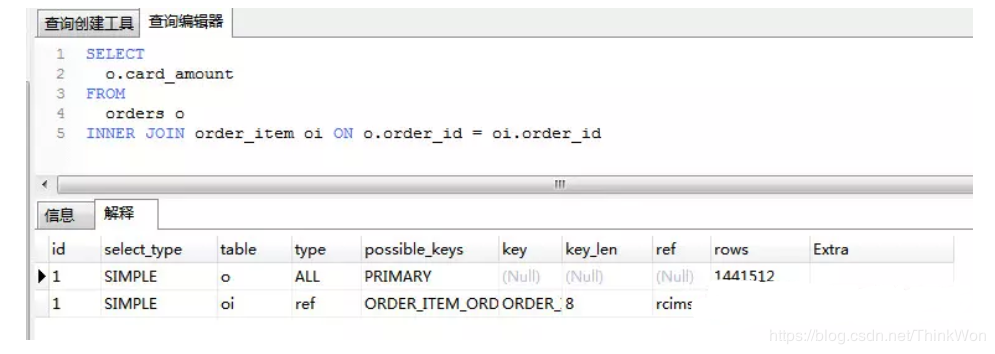 查询创建工具 查询编辑器
1 SELECT
2 o.card_amount
3 FROM
4 orders o
5 INNER JOIN order_item oi ON o.order_id = oi.order_id
信息 解释
id select_type table type possible_keys key key_len ref rows Extra
1 SIMPLE o ALL PRIMARY (Null) (Null) (Null) 1441512
1 SIMPLE oi ref ORDER_ITEM_ORD ORDER_ 8 rcims
https://blog.csdn.net/ThinkWon